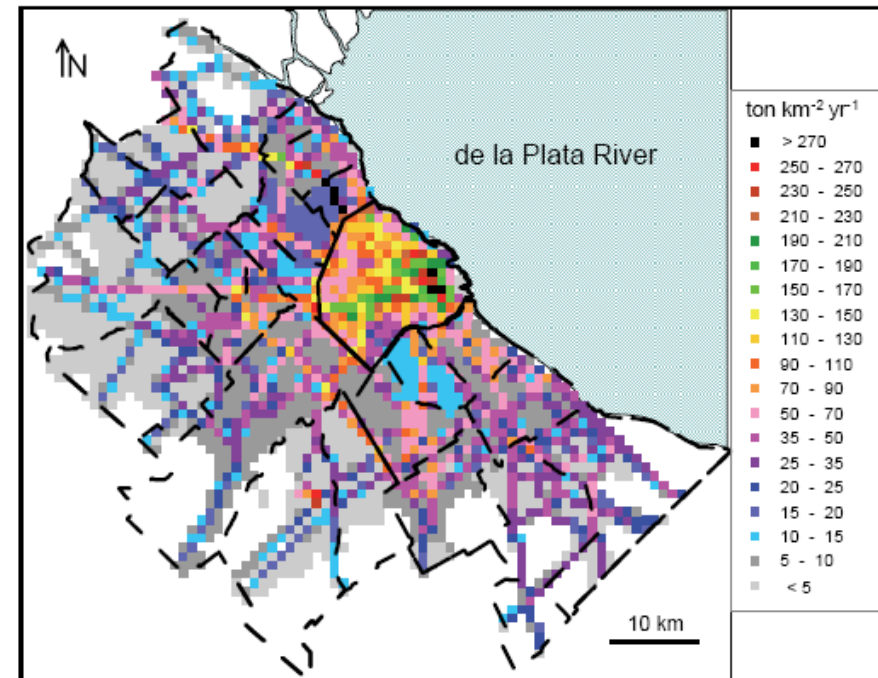 N
de la Plata River
10 km
ton km⁻² yr⁻¹
> 270
250 - 270
230 - 250
210 - 230
190 - 210
170 - 190
150 - 170
130 - 150
110 - 130
90 - 110
70 - 90
50 - 70
35 - 50
25 - 35
20 - 25
15 - 20
10 - 15
5 - 10
< 5